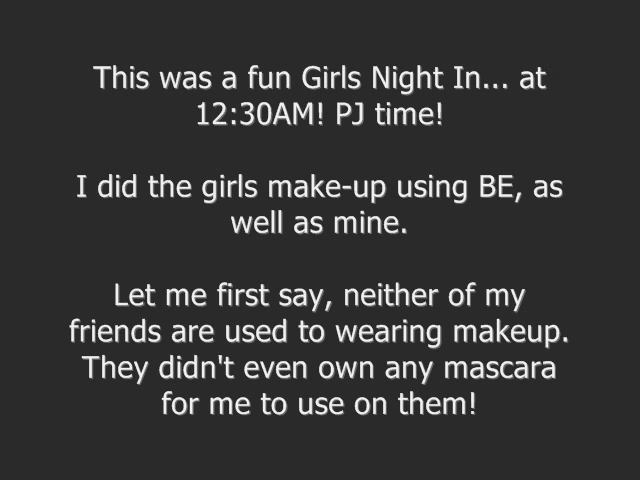 This was a fun Girls Night In... at
12:30AM! PJ time!
I did the girls make-up using BE, as
well as mine.
Let me first say, neither of my
friends are used to wearing makeup.
They didn't even own any mascara
for me to use on them!